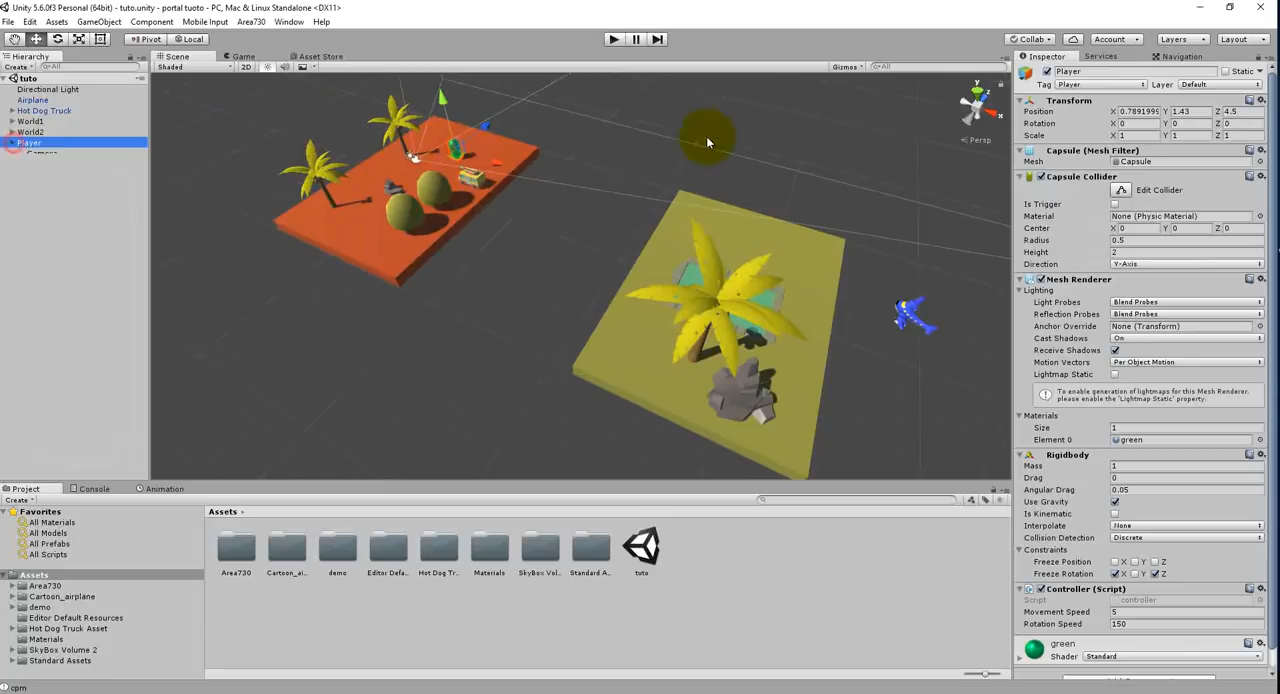 Unity 5.6.0f3 Personal (64bit) - tuto.unity - portal tuoto - PC, Mac & Linux Standalone <DX11>
File Edit Assets GameObject Component Mobile Input Area730 Window Help
Pivot Local Collab Account Layers Layout
Hierarchy
Create All
tuto
Directional Light
Airplane
Hot Dog Truck
World1
World2
Player
Camera
Scene Game Asset Store
Shaded 2D Gizmos All
y
x
z
Persp
Inspector Services Navigation
Player Static
Tag Player Layer Default
Transform
Position X 0.7891999 Y 1.43 Z 4.5
Rotation X 0 Y 0 Z 0
Scale X 1 Y 1 Z 1
Capsule (Mesh Filter)
Mesh Capsule
Capsule Collider
Edit Collider
Is Trigger
Material None (Physic Material)
Center X 0 Y 0 Z 0
Radius 0.5
Height 2
Direction Y-Axis
Mesh Renderer
Lighting
Light Probes Blend Probes
Reflection Probes Blend Probes
Anchor Override None (Transform)
Cast Shadows On
Receive Shadows
Motion Vectors Per Object Motion
Lightmap Static
To enable generation of lightmaps for this Mesh Renderer,
please enable the 'Lightmap Static' property.
Materials
Size 1
Element 0 green
Rigidbody
Mass 1
Drag 0
Angular Drag 0.05
Use Gravity
Is Kinematic
Interpolate None
Collision Detection Discrete
Constraints
Freeze Position X Y Z
Freeze Rotation X Y Z
Controller (Script)
Script controller
Movement Speed 5
Rotation Speed 150
green
Shader Standard
Project Console Animation
Create
Favorites
All Materials
All Models
All Prefabs
All Scripts
Assets
Area730
Cartoon_airplane
demo
Editor Default Resources
Hot Dog Truck Asset
Materials
SkyBox Volume 2
Standard Assets
Assets
Area730 Cartoon_ai... demo Editor Defa... Hot Dog Tr... Materials SkyBox Vol... Standard A... tuto
cpm